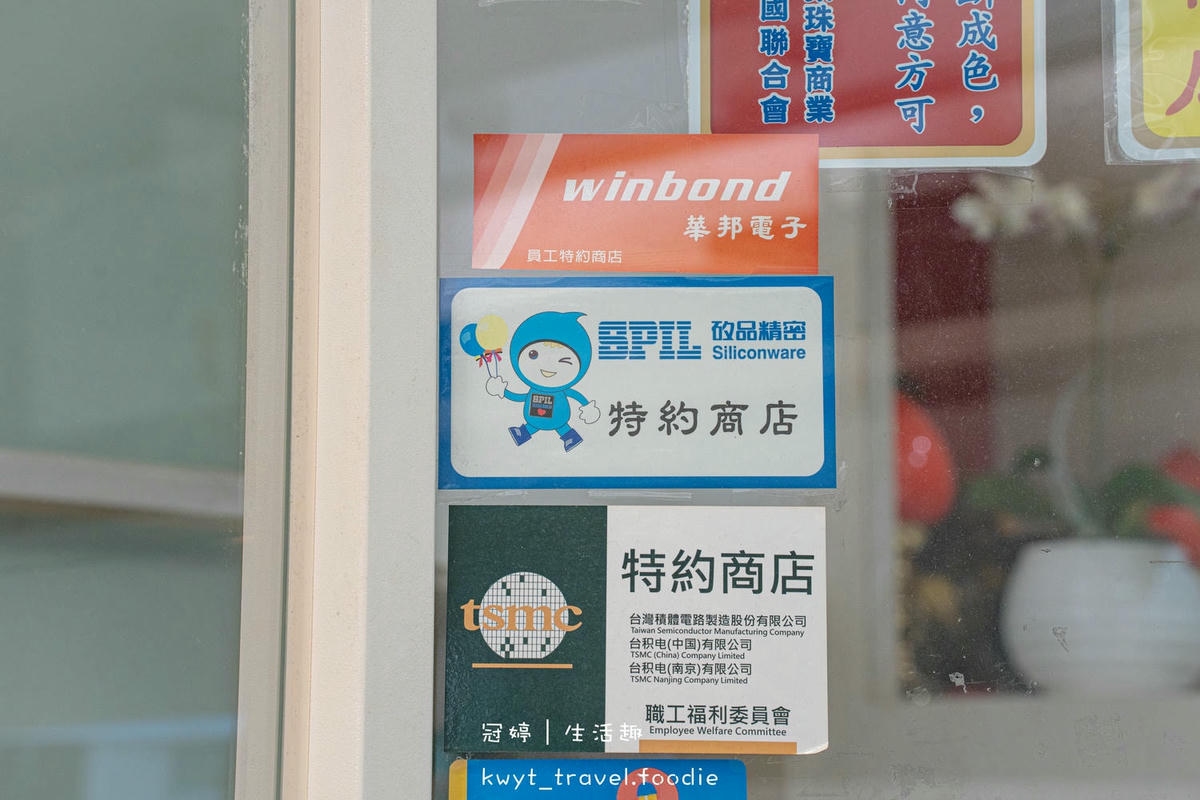 斷成色，
得意方可
珠寶商業
國聯合會
winbond
華邦電子
員工特約商店
SPIL 矽品精密
Siliconware
SPIL
特約商店
tsmc
特約商店
台灣積體電路製造股份有限公司
Taiwan Semiconductor Manufacturing Company
台积电(中国)有限公司
TSMC (China) Company Limited
台积电(南京)有限公司
TSMC Nanjing Company Limited
職工福利委員會
Employee Welfare Committee
冠婷 | 生活趣
kwyt_travel.foodie